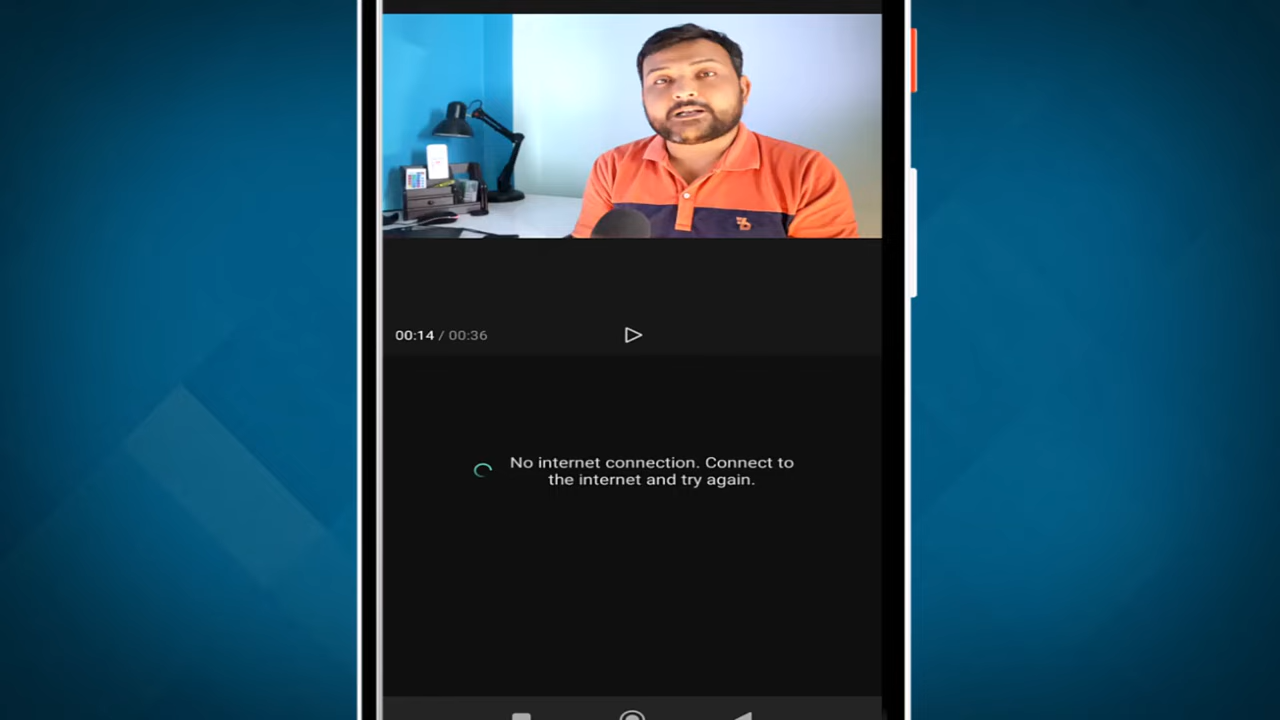 00:14 / 00:36
No internet connection. Connect to
the internet and try again.